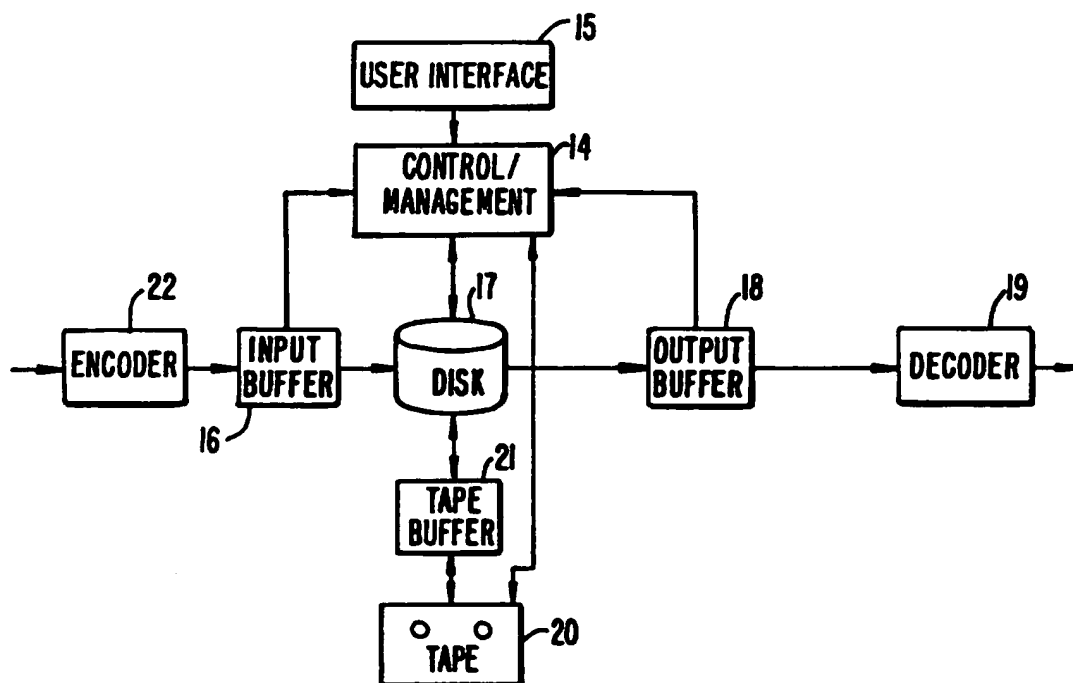 15
USER INTERFACE
14
CONTROL/
MANAGEMENT
22
ENCODER
INPUT
BUFFER
16
17
DISK
18
OUTPUT
BUFFER
19
DECODER
21
TAPE
BUFFER
20
TAPE